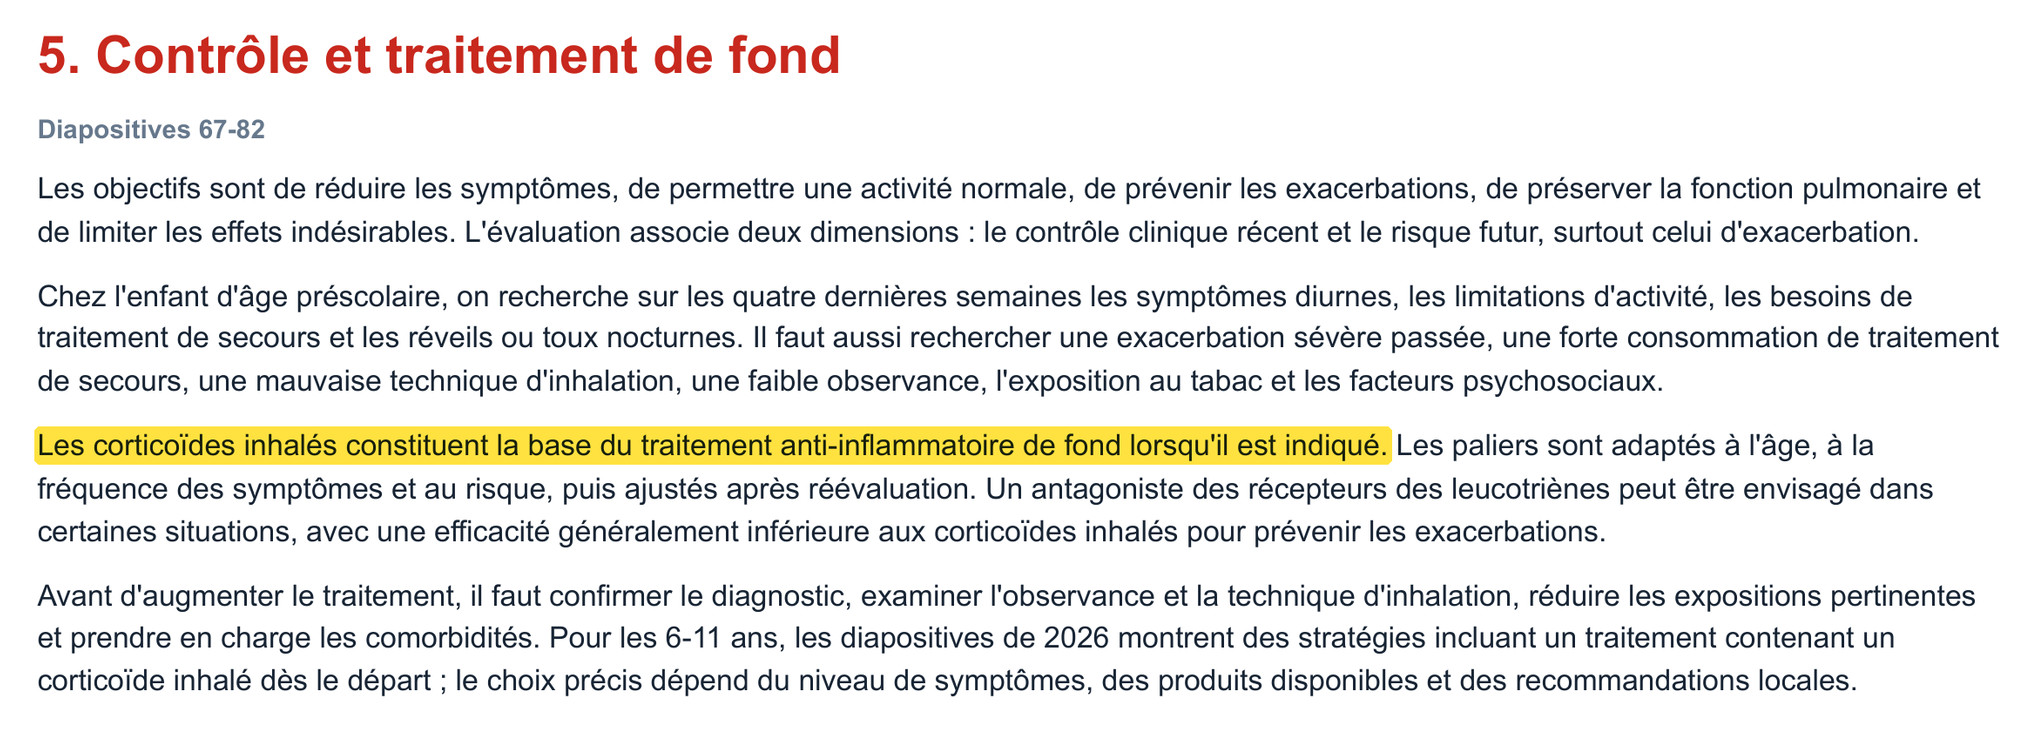 5. Contrôle et traitement de fond
Diapositives 67-82
Les objectifs sont de réduire les symptômes, de permettre une activité normale, de prévenir les exacerbations, de préserver la fonction pulmonaire et
de limiter les effets indésirables. L'évaluation associe deux dimensions : le contrôle clinique récent et le risque futur, surtout celui d'exacerbation.
Chez l'enfant d'âge préscolaire, on recherche sur les quatre dernières semaines les symptômes diurnes, les limitations d'activité, les besoins de
traitement de secours et les réveils ou toux nocturnes. Il faut aussi rechercher une exacerbation sévère passée, une forte consommation de traitement
de secours, une mauvaise technique d'inhalation, une faible observance, l'exposition au tabac et les facteurs psychosociaux.
Les corticoïdes inhalés constituent la base du traitement anti-inflammatoire de fond lorsqu'il est indiqué. Les paliers sont adaptés à l'âge, à la
fréquence des symptômes et au risque, puis ajustés après réévaluation. Un antagoniste des récepteurs des leucotriènes peut être envisagé dans
certaines situations, avec une efficacité généralement inférieure aux corticoïdes inhalés pour prévenir les exacerbations.
Avant d'augmenter le traitement, il faut confirmer le diagnostic, examiner l'observance et la technique d'inhalation, réduire les expositions pertinentes
et prendre en charge les comorbidités. Pour les 6-11 ans, les diapositives de 2026 montrent des stratégies incluant un traitement contenant un
corticoïde inhalé dès le départ ; le choix précis dépend du niveau de symptômes, des produits disponibles et des recommandations locales.